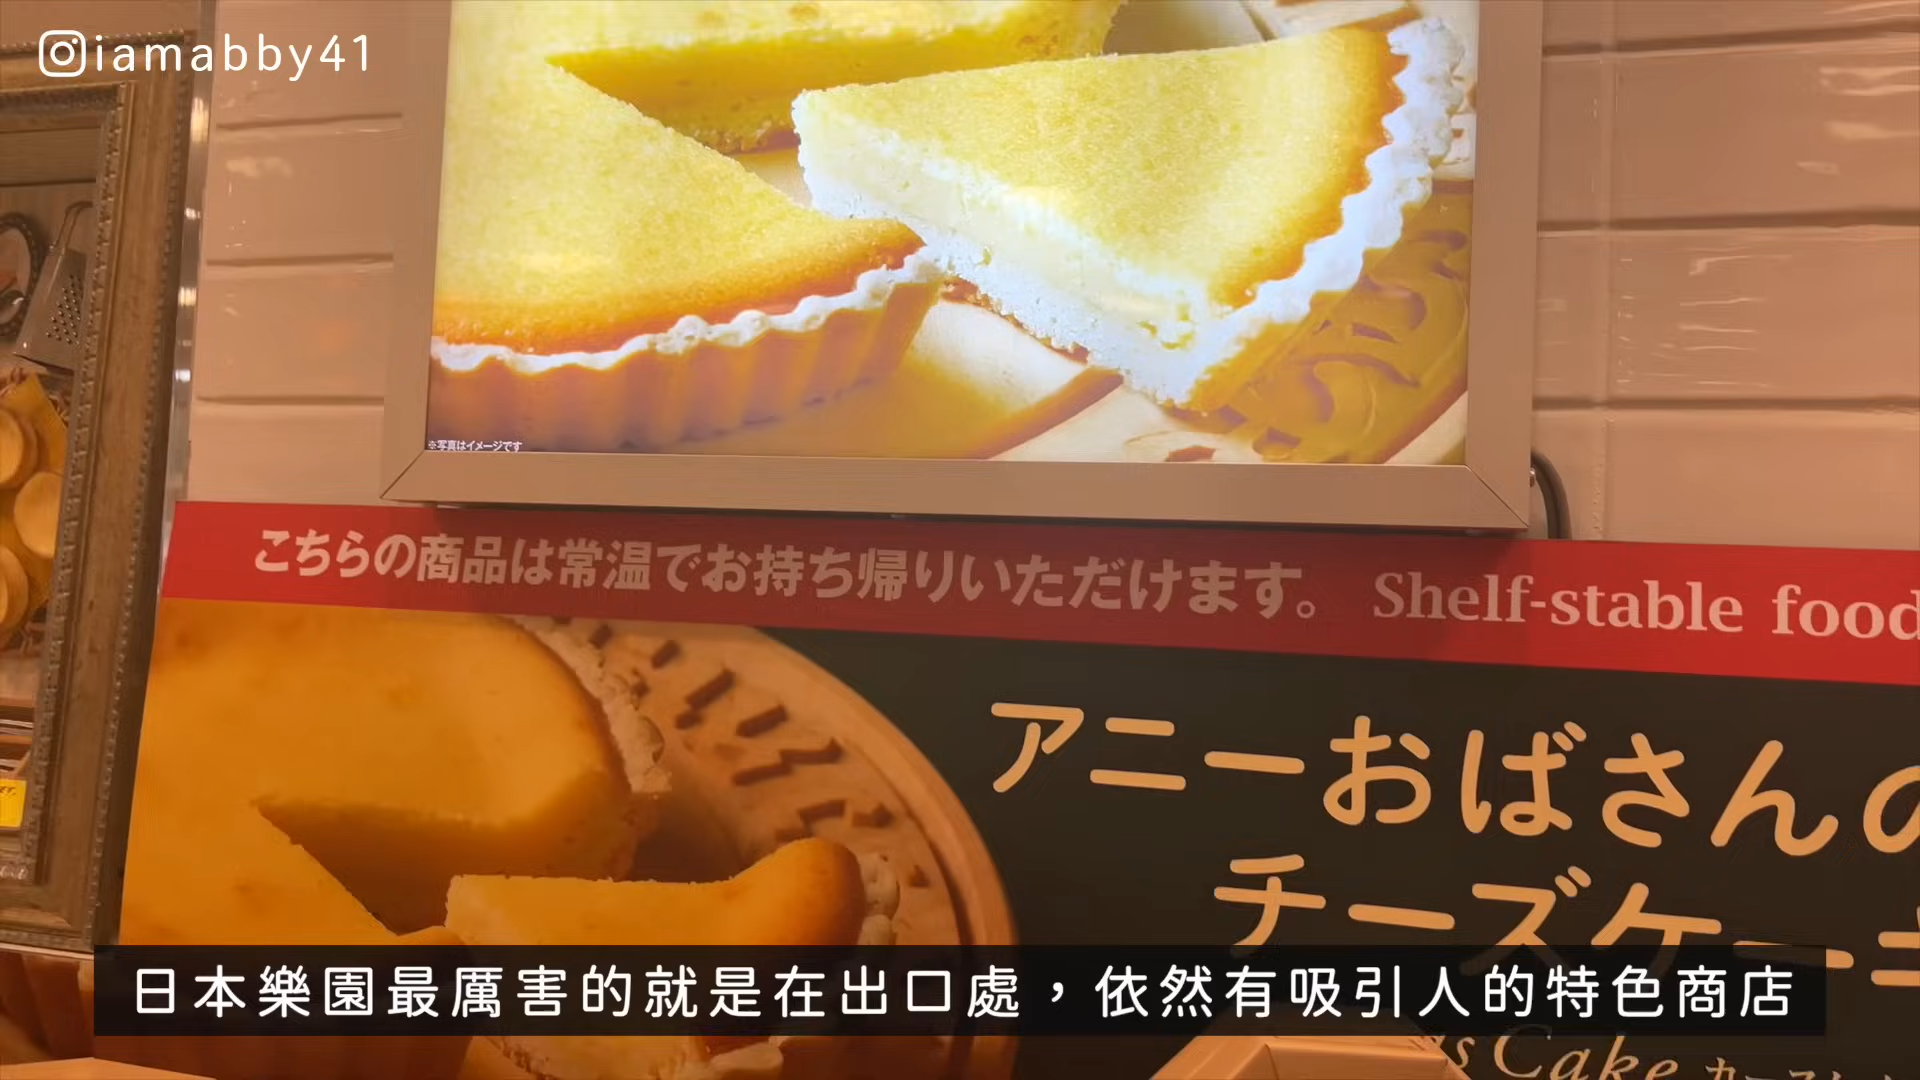 iamabby41
※写真はイメージです
こちらの商品は常温でお持ち帰りいただけます。 Shelf-stable food
アニーおばさんの
チーズケーキ
日本樂園最厲害的就是在出口處，依然有吸引人的特色商店
Cake